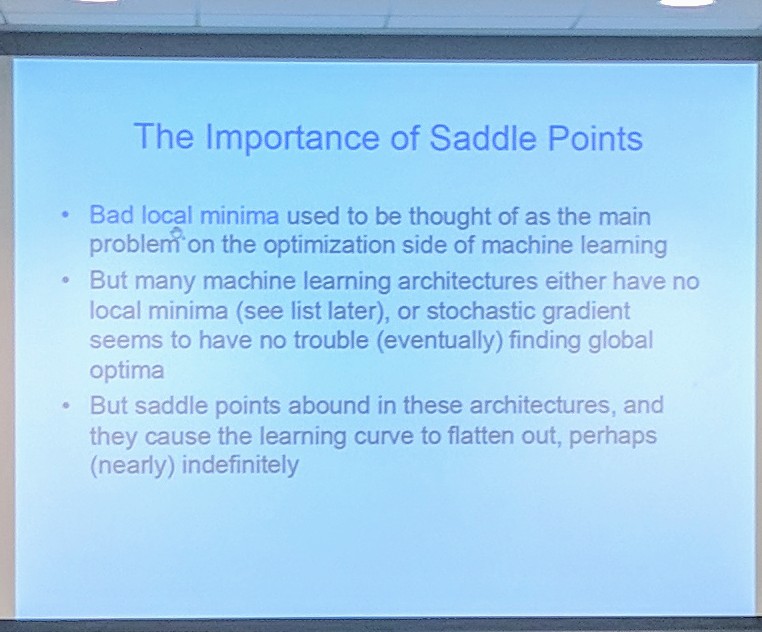 The Importance of Saddle Points
• Bad local minima used to be thought of as the main
problem on the optimization side of machine learning
• But many machine learning architectures either have no
local minima (see list later), or stochastic gradient
seems to have no trouble (eventually) finding global
optima
• But saddle points abound in these architectures, and
they cause the learning curve to flatten out, perhaps
(nearly) indefinitely